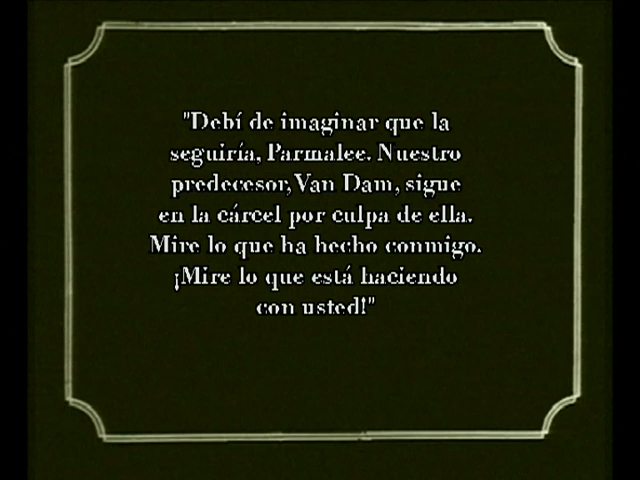 "Debí de imaginar que la
seguiría, Parmalee. Nuestro
predecesor, Van Dam, sigue
en la cárcel por culpa de ella.
Mire lo que ha hecho conmigo.
¡Mire lo que está haciendo
con usted!"